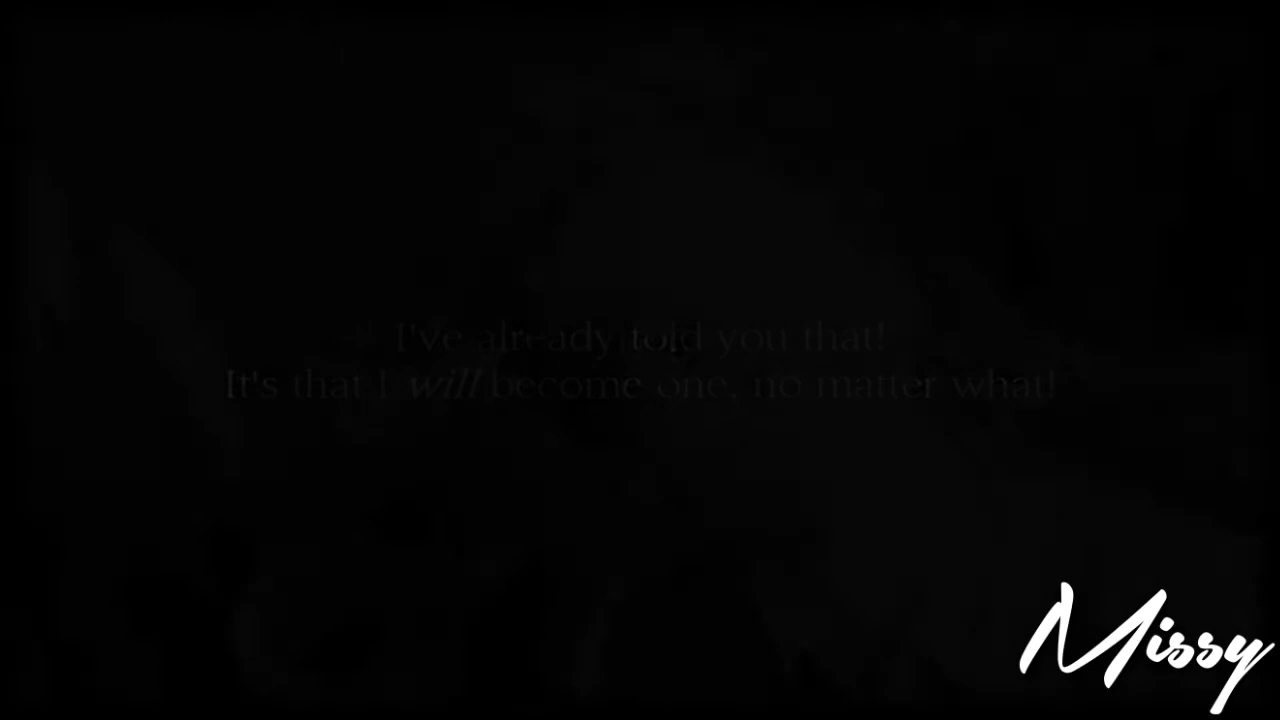 I've already told you that!
It's that I will become one, no matter what!
Missy